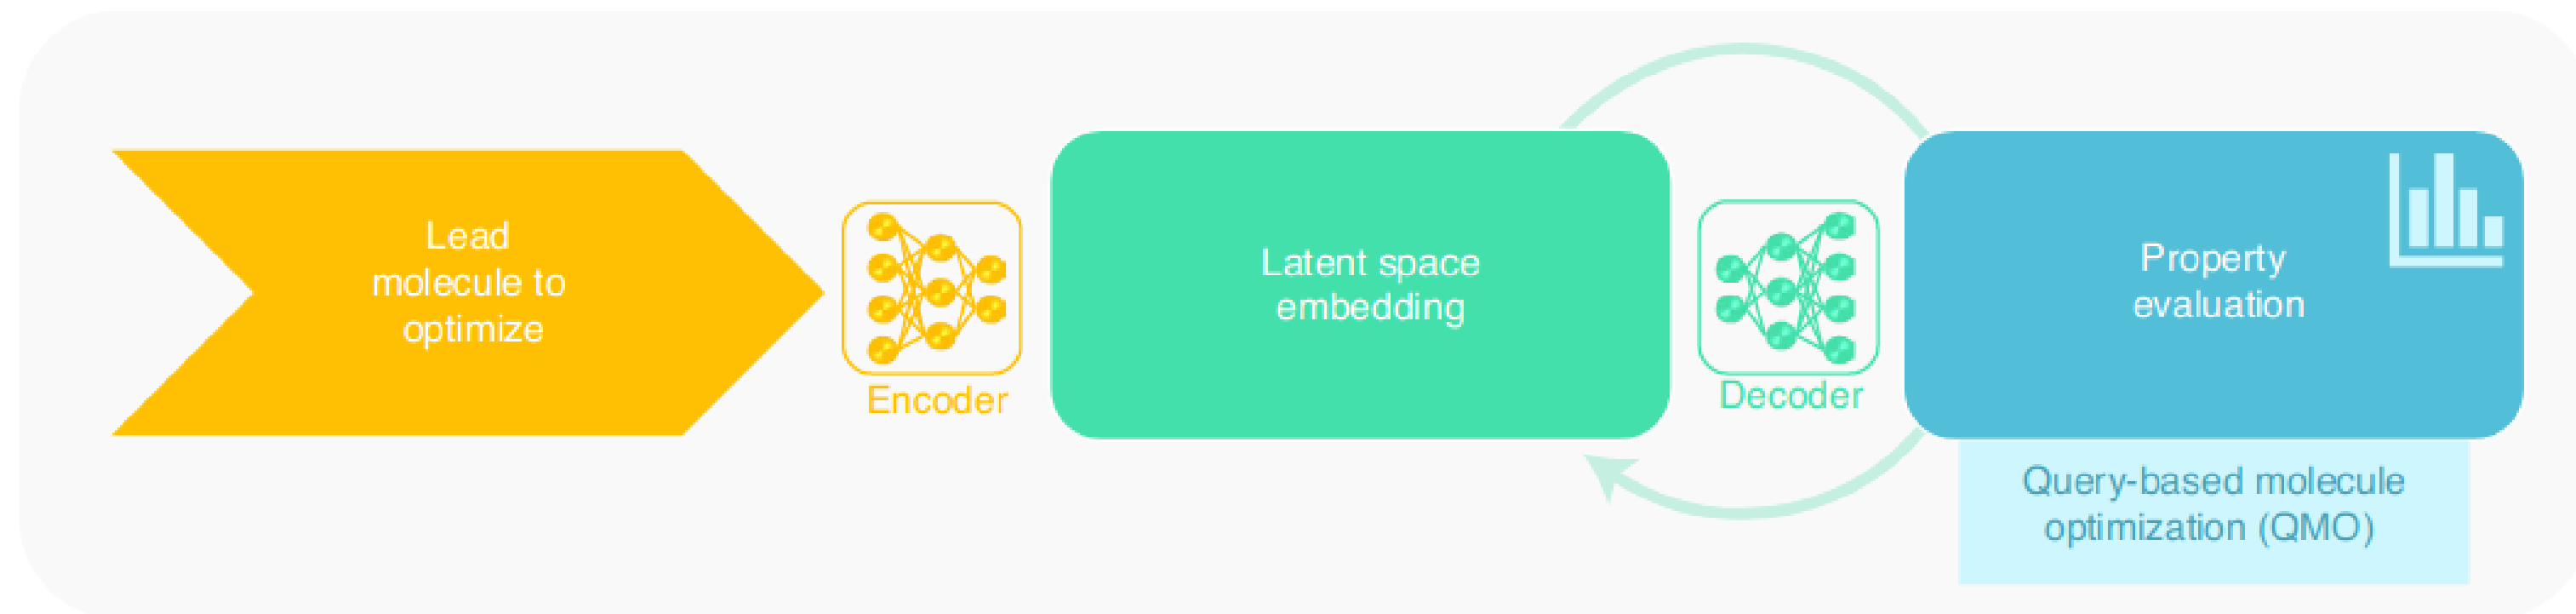 Lead
molecule to
optimize
Encoder
Latent space
embedding
Decoder
Property
evaluation
Query-based molecule
optimization (QMO)